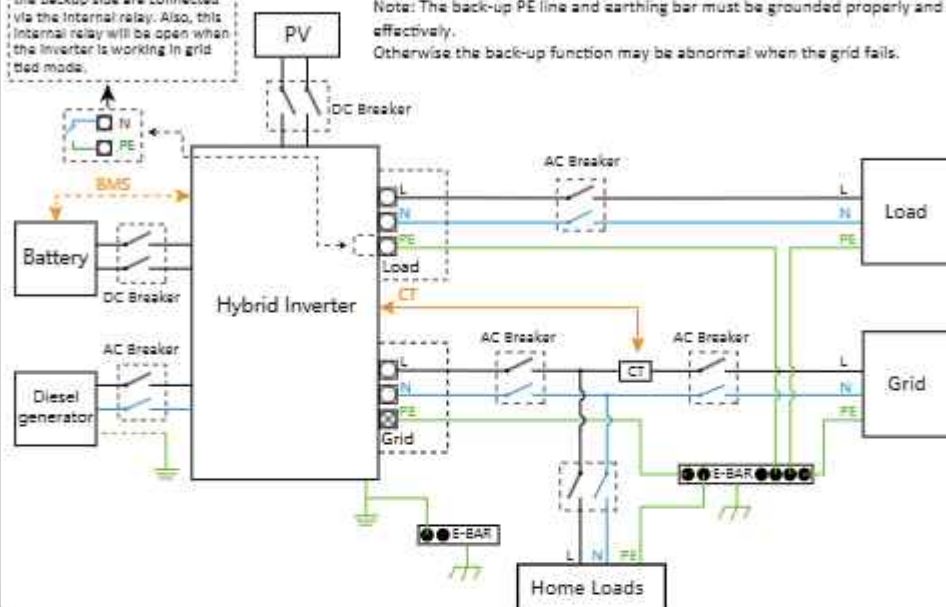 the backup side are connected
via the internal relay. Also, this
internal relay will be open when
the inverter is working in grid
tied mode.
Note: The back-up PE line and earthing bar must be grounded properly and
effectively.
Otherwise the back-up function may be abnormal when the grid fails.
PV
DC Breaker
N
PE
BMS
Battery
DC Breaker
AC Breaker
Diesel
generator
Hybrid Inverter
L
N
PE
Load
AC Breaker
L
N
PE
Load
CT
AC Breaker
CT
AC Breaker
L
N
PE
Grid
L
N
PE
Grid
E-BAR
E-BAR
L
N
PE
Home Loads